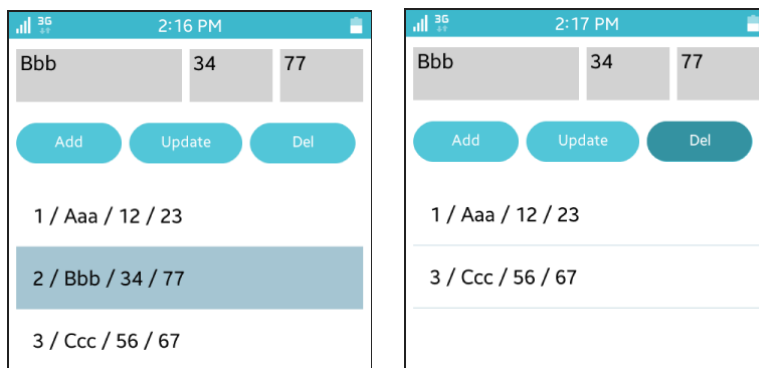 3G 2:16 PM
Bbb 34 77
Add Update Del
1 / Aaa / 12 / 23
2 / Bbb / 34 / 77
3 / Ccc / 56 / 67
3G 2:17 PM
Bbb 34 77
Add Update Del
1 / Aaa / 12 / 23
3 / Ccc / 56 / 67